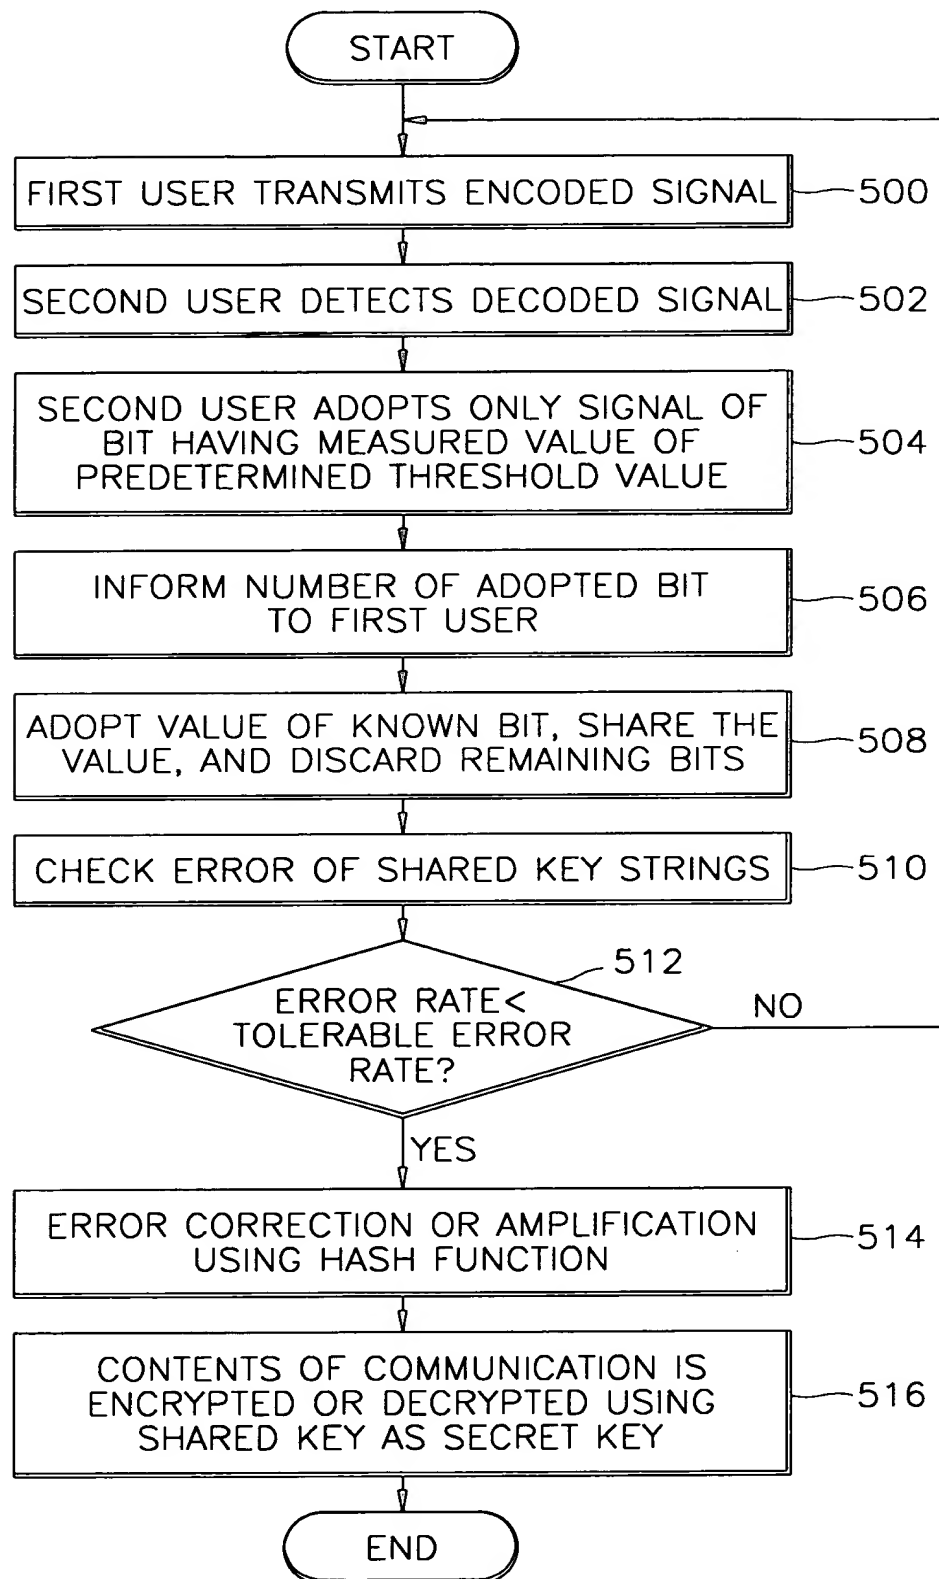 START
FIRST USER TRANSMITS ENCODED SIGNAL
500
SECOND USER DETECTS DECODED SIGNAL
502
SECOND USER ADOPTS ONLY SIGNAL OF
BIT HAVING MEASURED VALUE OF
PREDETERMINED THRESHOLD VALUE
504
INFORM NUMBER OF ADOPTED BIT
TO FIRST USER
506
ADOPT VALUE OF KNOWN BIT, SHARE THE
VALUE, AND DISCARD REMAINING BITS
508
CHECK ERROR OF SHARED KEY STRINGS
510
512
ERROR RATE<
TOLERABLE ERROR
RATE?
NO
YES
ERROR CORRECTION OR AMPLIFICATION
USING HASH FUNCTION
514
CONTENTS OF COMMUNICATION IS
ENCRYPTED OR DECRYPTED USING
SHARED KEY AS SECRET KEY
516
END